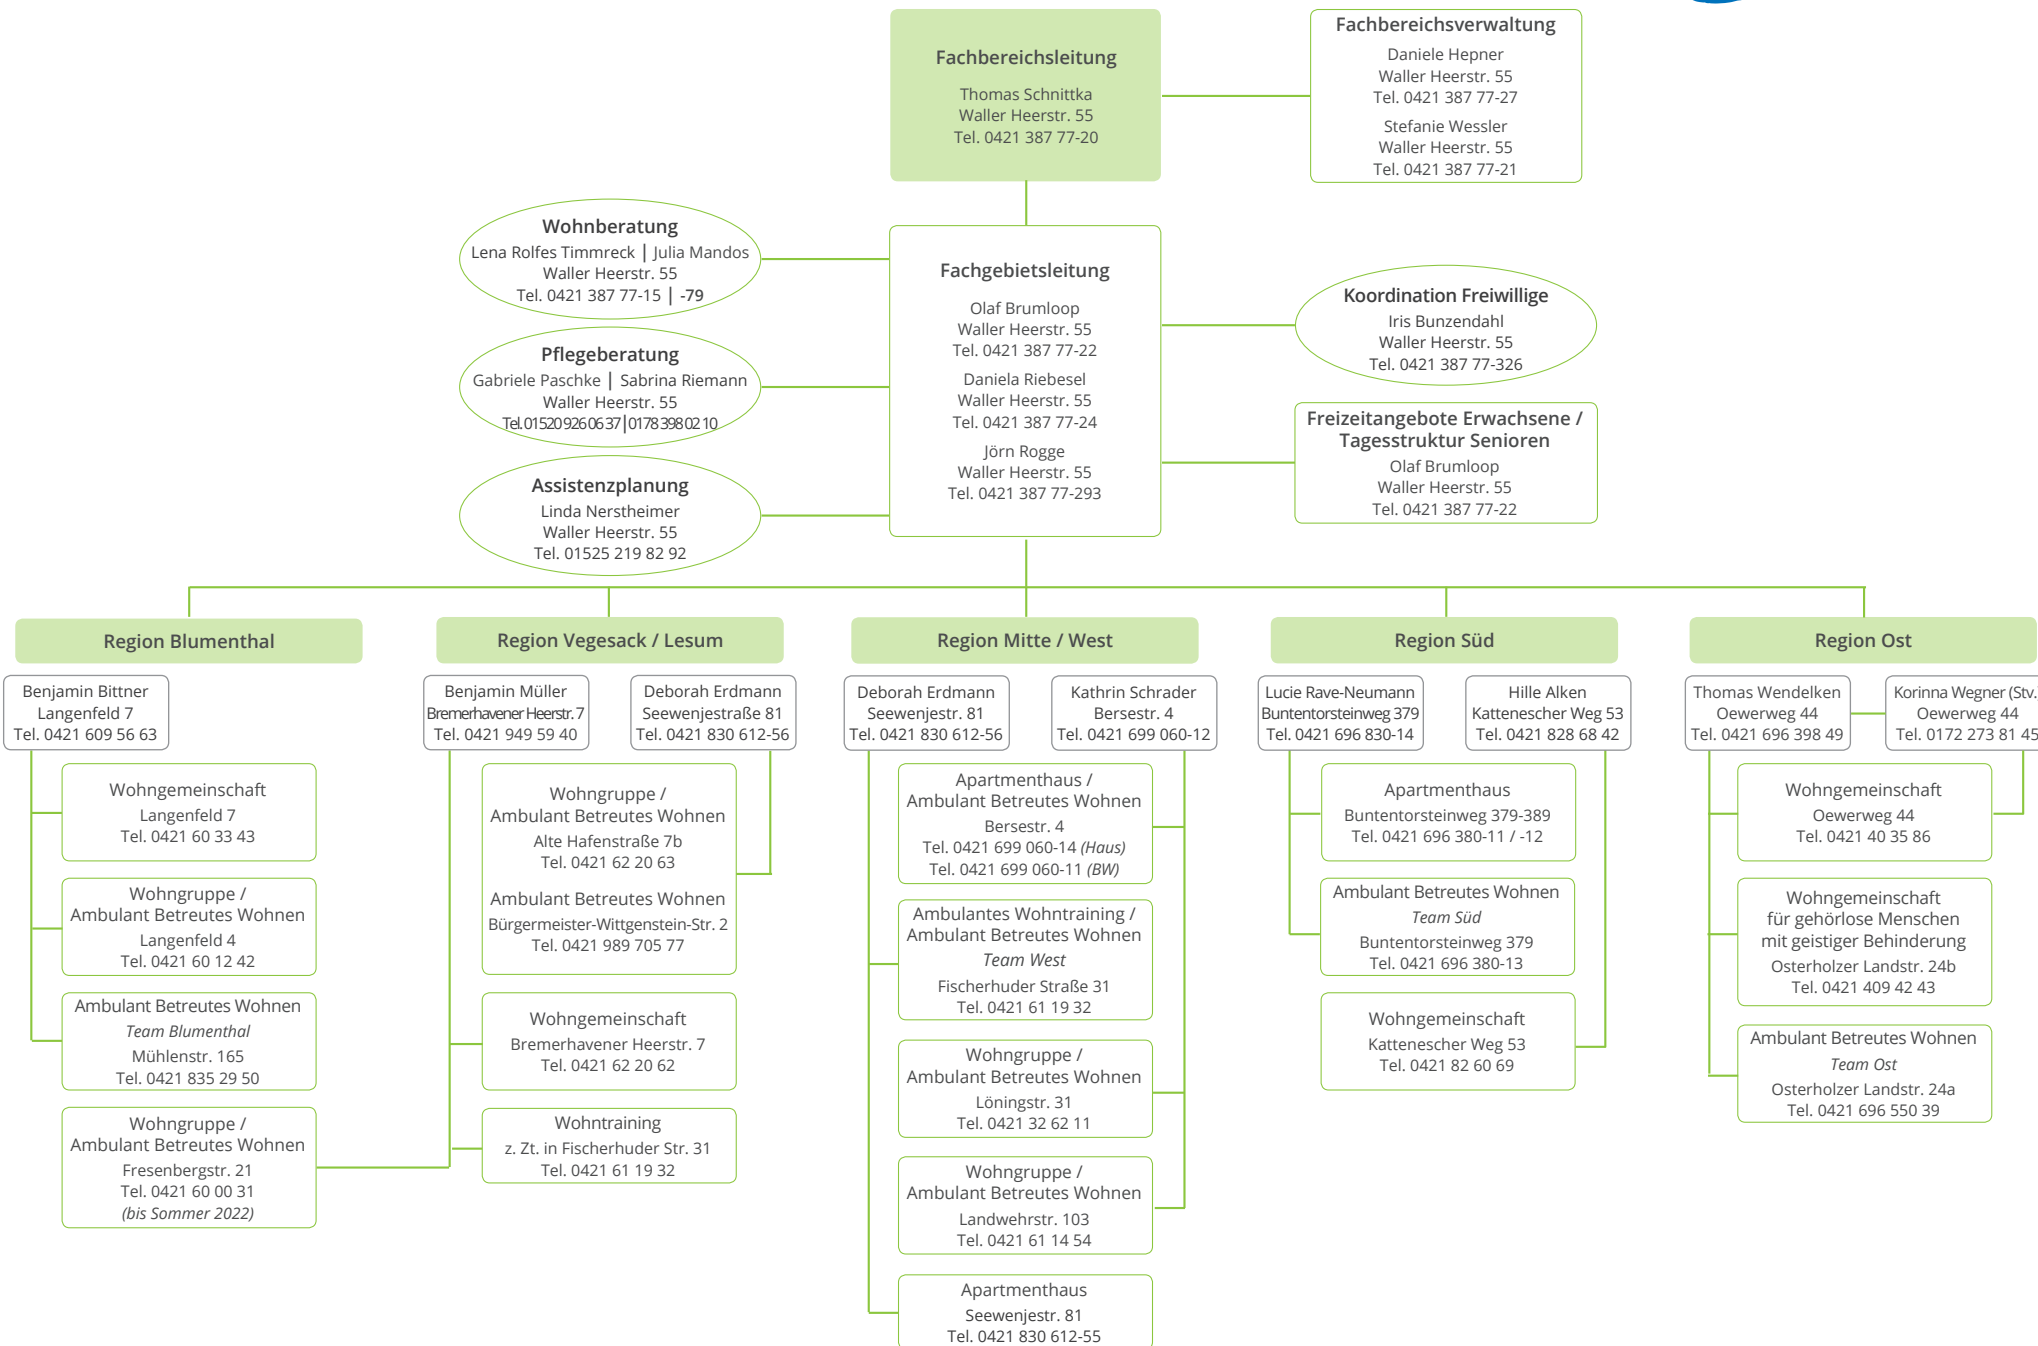 Fachbereichsleitung
Thomas Schnittka
Waller Heerstr. 55
Tel. 0421 387 77-20
Fachbereichsverwaltung
Daniele Hepner
Waller Heerstr. 55
Tel. 0421 387 77-27
Stefanie Wessler
Waller Heerstr. 55
Tel. 0421 387 77-21
Wohnberatung
Lena Rolfes Timmreck | Julia Mandos
Waller Heerstr. 55
Tel. 0421 387 77-15 | -79
Pflegeberatung
Gabriele Paschke | Sabrina Riemann
Waller Heerstr. 55
Tel. 01520 926 06 37 | 0178 398 02 10
Assistenzplanung
Linda Nerstheimer
Waller Heerstr. 55
Tel. 01525 219 82 92
Fachgebietsleitung
Olaf Brumloop
Waller Heerstr. 55
Tel. 0421 387 77-22
Daniela Riebesel
Waller Heerstr. 55
Tel. 0421 387 77-24
Jörn Rogge
Waller Heerstr. 55
Tel. 0421 387 77-293
Koordination Freiwillige
Iris Bunzendahl
Waller Heerstr. 55
Tel. 0421 387 77-326
Freizeitangebote Erwachsene /
Tagesstruktur Senioren
Olaf Brumloop
Waller Heerstr. 55
Tel. 0421 387 77-22
Region Blumenthal
Benjamin Bittner
Langenfeld 7
Tel. 0421 609 56 63
Wohngemeinschaft
Langenfeld 7
Tel. 0421 60 33 43
Wohngruppe /
Ambulant Betreutes Wohnen
Langenfeld 4
Tel. 0421 60 12 42
Ambulant Betreutes Wohnen
Team Blumenthal
Mühlenstr. 165
Tel. 0421 835 29 50
Wohngruppe /
Ambulant Betreutes Wohnen
Fresenbergstr. 21
Tel. 0421 60 00 31
(bis Sommer 2022)
Region Vegesack / Lesum
Benjamin Müller
Bremerhavener Heerstr. 7
Tel. 0421 949 59 40
Deborah Erdmann
Seewenjestraße 81
Tel. 0421 830 612-56
Wohngruppe /
Ambulant Betreutes Wohnen
Alte Hafenstraße 7b
Tel. 0421 62 20 63
Ambulant Betreutes Wohnen
Bürgermeister-Wittgenstein-Str. 2
Tel. 0421 989 705 77
Wohngemeinschaft
Bremerhavener Heerstr. 7
Tel. 0421 62 20 62
Wohntraining
z. Zt. in Fischerhuder Str. 31
Tel. 0421 61 19 32
Region Mitte / West
Deborah Erdmann
Seewenjestr. 81
Tel. 0421 830 612-56
Kathrin Schrader
Bersestr. 4
Tel. 0421 699 060-12
Apartmenthaus /
Ambulant Betreutes Wohnen
Bersestr. 4
Tel. 0421 699 060-14 (Haus)
Tel. 0421 699 060-11 (BW)
Ambulantes Wohntraining /
Ambulant Betreutes Wohnen
Team West
Fischerhuder Straße 31
Tel. 0421 61 19 32
Wohngruppe /
Ambulant Betreutes Wohnen
Löningstr. 31
Tel. 0421 32 62 11
Wohngruppe /
Ambulant Betreutes Wohnen
Landwehrstr. 103
Tel. 0421 61 14 54
Apartmenthaus
Seewenjestr. 81
Tel. 0421 830 612-55
Region Süd
Lucie Rave-Neumann
Buntentorsteinweg 379
Tel. 0421 696 830-14
Hille Alken
Kattenescher Weg 53
Tel. 0421 828 68 42
Apartmenthaus
Buntentorsteinweg 379-389
Tel. 0421 696 380-11 / -12
Ambulant Betreutes Wohnen
Team Süd
Buntentorsteinweg 379
Tel. 0421 696 380-13
Wohngemeinschaft
Kattenescher Weg 53
Tel. 0421 82 60 69
Region Ost
Thomas Wendelken
Oewerweg 44
Tel. 0421 696 398 49
Korinna Wegner (Stv.)
Oewerweg 44
Tel. 0172 273 81 45
Wohngemeinschaft
Oewerweg 44
Tel. 0421 40 35 86
Wohngemeinschaft
für gehörlose Menschen
mit geistiger Behinderung
Osterholzer Landstr. 24b
Tel. 0421 409 42 43
Ambulant Betreutes Wohnen
Team Ost
Osterholzer Landstr. 24a
Tel. 0421 696 550 39